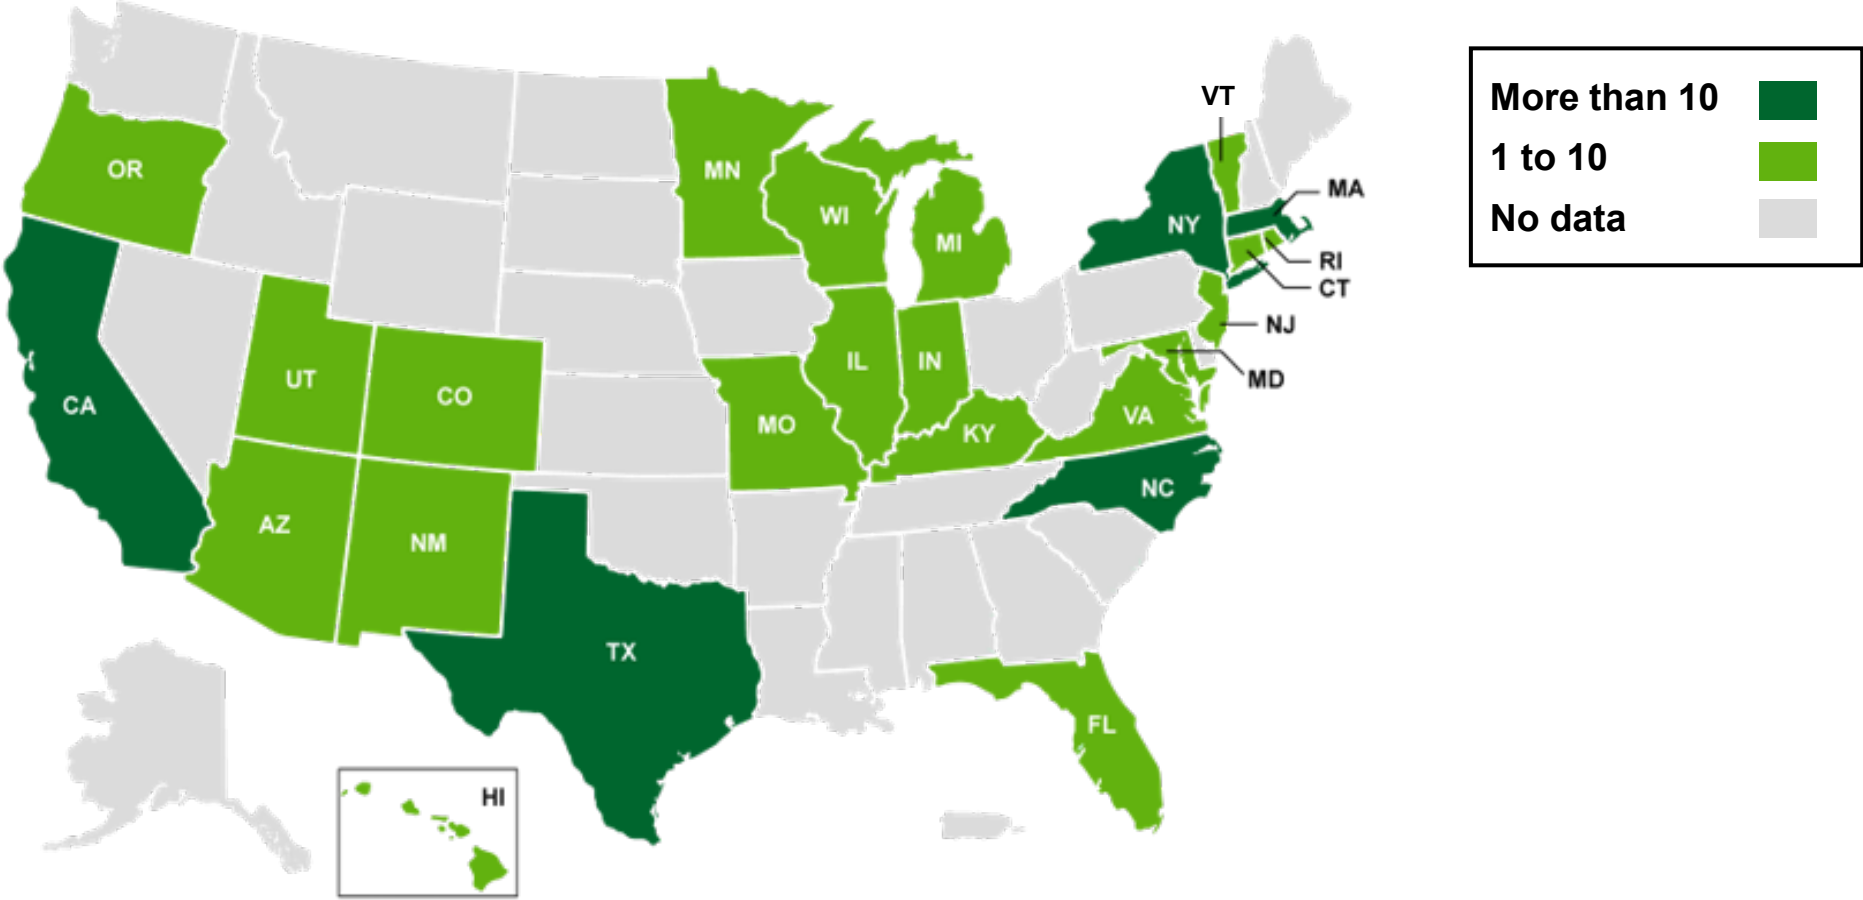 VT
More than 10
1 to 10
No data
OR
MN
MA
WI
NY
MI
RI
CT
NJ
IL
IN
UT
MD
CO
CA
VA
MO
KY
NC
AZ
NM
TX
FL
HI